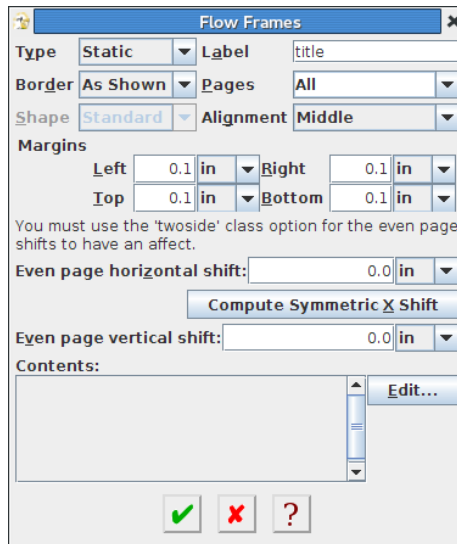 Flow Frames
Type Static Label title
Border As Shown Pages All
Shape Standard Alignment Middle
Margins
Left 0.1 in Right 0.1 in
Top 0.1 in Bottom 0.1 in
You must use the 'twoside' class option for the even page
shifts to have an affect.
Even page horizontal shift: 0.0 in
Compute Symmetric X Shift
Even page vertical shift: 0.0 in
Contents:
Edit...
?